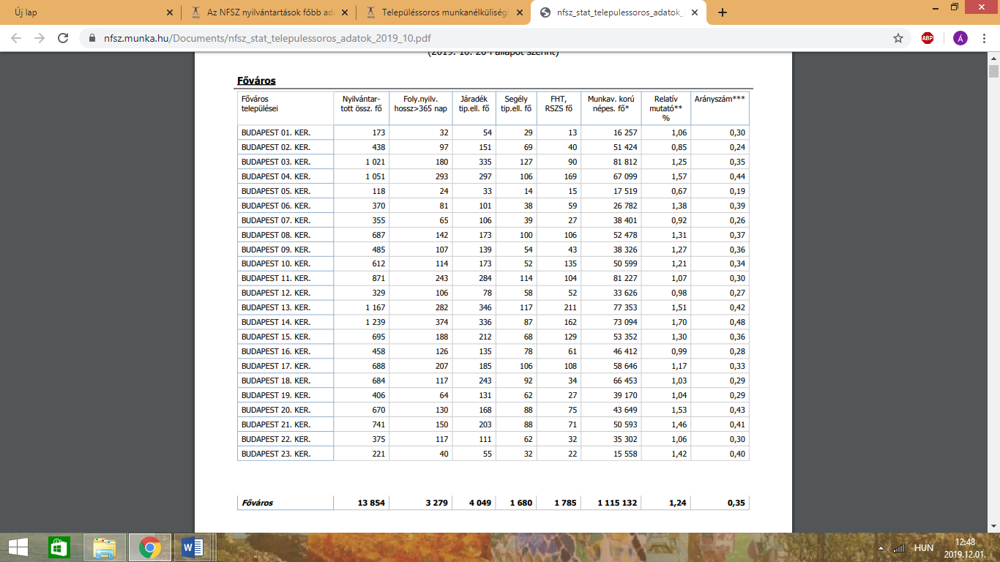 Új lap
Az NFSZ nyilvántartások főbb ada
Településsoros munkanélküliségi
nfsz_stat_telepulessoros_adatok_
nfsz.munka.hu/Documents/nfsz_stat_telepulessoros_adatok_2019_10.pdf
ABP
Á
(2019. 10. 20-i állapot szerint)
Főváros
Főváros települései Nyilvántar-tott össz. fő Foly.nyilv. hossz>365 nap Járadék tip.ell. fő Segély tip.ell. fő FHT, RSZS fő Munkav. korú népes. fő* Relatív mutató** % Arányszám***
BUDAPEST 01. KER. 173 32 54 29 13 16 257 1,06 0,30
BUDAPEST 02. KER. 438 97 151 69 40 51 424 0,85 0,24
BUDAPEST 03. KER. 1 021 180 335 127 90 81 812 1,25 0,35
BUDAPEST 04. KER. 1 051 293 297 106 169 67 099 1,57 0,44
BUDAPEST 05. KER. 118 24 33 14 15 17 519 0,67 0,19
BUDAPEST 06. KER. 370 81 101 38 59 26 782 1,38 0,39
BUDAPEST 07. KER. 355 65 106 39 27 38 401 0,92 0,26
BUDAPEST 08. KER. 687 142 173 100 106 52 478 1,31 0,37
BUDAPEST 09. KER. 485 107 139 54 43 38 326 1,27 0,36
BUDAPEST 10. KER. 612 114 173 52 135 50 599 1,21 0,34
BUDAPEST 11. KER. 871 243 284 114 104 81 227 1,07 0,30
BUDAPEST 12. KER. 329 106 78 58 52 33 626 0,98 0,27
BUDAPEST 13. KER. 1 167 282 346 117 211 77 353 1,51 0,42
BUDAPEST 14. KER. 1 239 374 336 87 162 73 094 1,70 0,48
BUDAPEST 15. KER. 695 188 212 68 129 53 352 1,30 0,36
BUDAPEST 16. KER. 458 126 135 78 61 46 412 0,99 0,28
BUDAPEST 17. KER. 688 207 185 106 108 58 646 1,17 0,33
BUDAPEST 18. KER. 684 117 243 92 34 66 453 1,03 0,29
BUDAPEST 19. KER. 406 64 131 62 27 39 170 1,04 0,29
BUDAPEST 20. KER. 670 130 168 88 75 43 649 1,53 0,43
BUDAPEST 21. KER. 741 150 203 88 71 50 593 1,46 0,41
BUDAPEST 22. KER. 375 117 111 62 32 35 302 1,06 0,30
BUDAPEST 23. KER. 221 40 55 32 22 15 558 1,42 0,40
Főváros 13 854 3 279 4 049 1 680 1 785 1 115 132 1,24 0,35
HUN
12:48
2019.12.01.